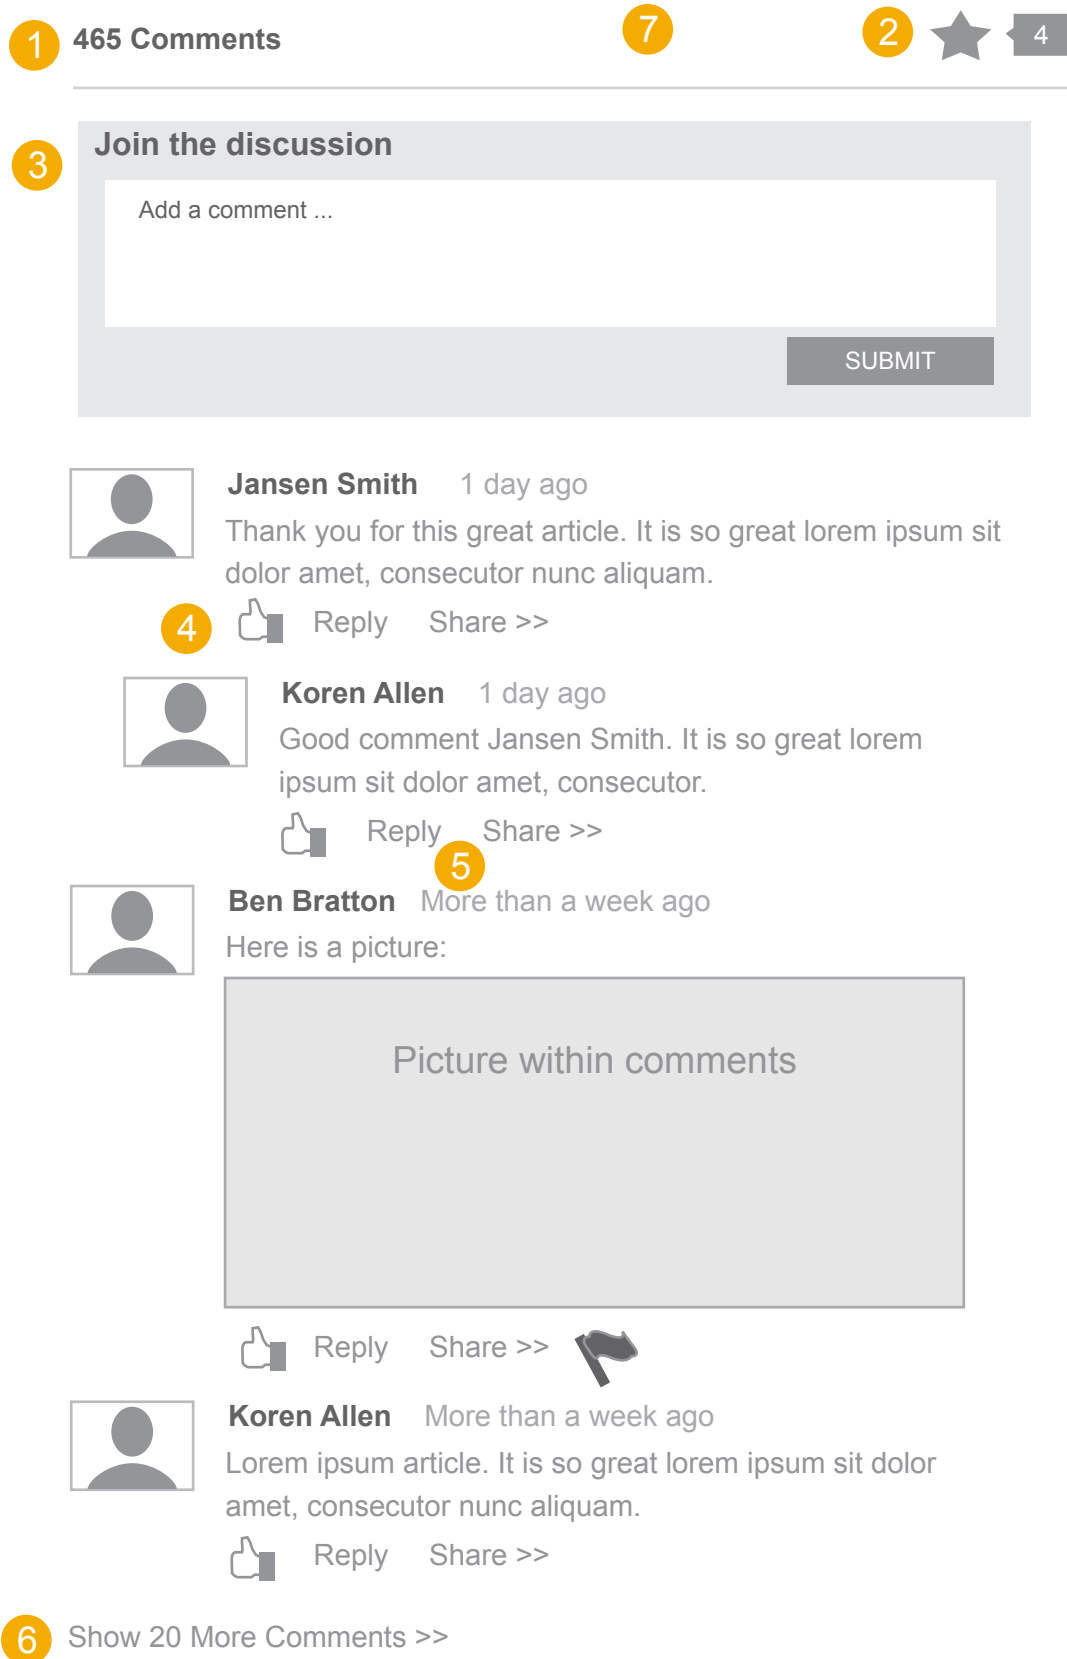 1 465 Comments 7 2 4
3 Join the discussion
Add a comment ...
SUBMIT
Jansen Smith 1 day ago
Thank you for this great article. It is so great lorem ipsum sit
dolor amet, consecutor nunc aliquam.
4 Reply Share >>
Koren Allen 1 day ago
Good comment Jansen Smith. It is so great lorem
ipsum sit dolor amet, consecutor.
Reply Share >>
5
Ben Bratton More than a week ago
Here is a picture:
Picture within comments
Reply Share >>
Koren Allen More than a week ago
Lorem ipsum article. It is so great lorem ipsum sit dolor
amet, consecutor nunc aliquam.
Reply Share >>
6 Show 20 More Comments >>